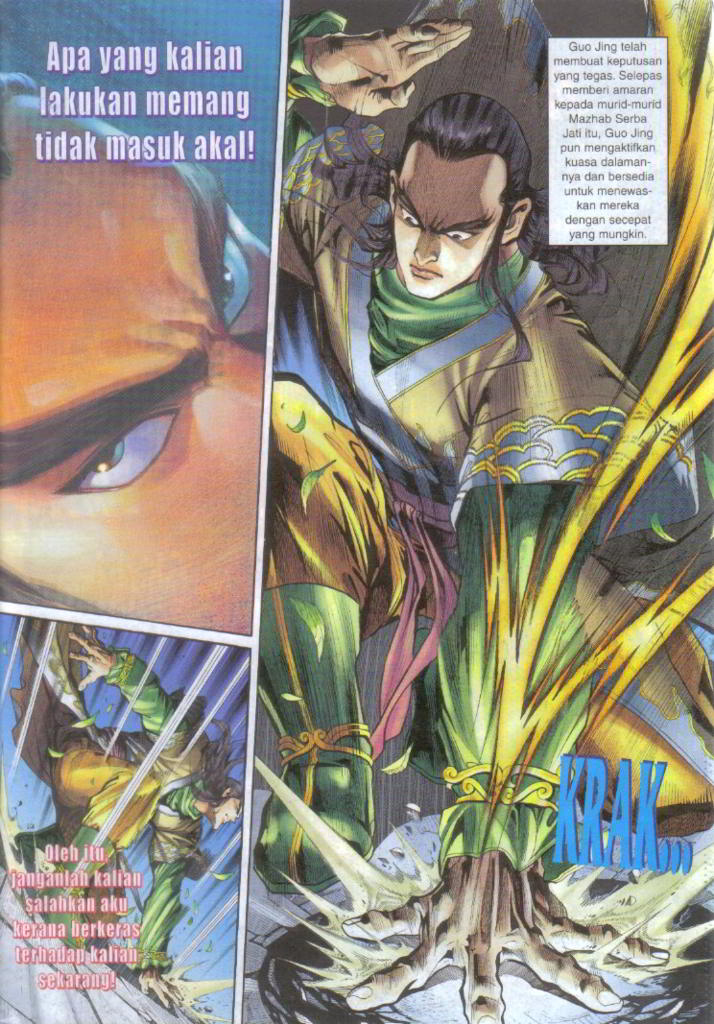 Apa yang kalian
lakukan memang
tidak masuk akal!
Guo Jing telah
membuat keputusan
yang tegas. Selepas
memberi amaran
kepada murid-murid
Mazhab Serba
Jati itu, Guo Jing
pun mengaktifkan
kuasa dalaman-
nya dan bersedia
untuk menewas-
kan mereka
dengan secepat
yang mungkin.
Oleh itu,
janganlah kalian
salahkan aku
kerana berkeras
terhadap kalian
sekarang!
KRAK...